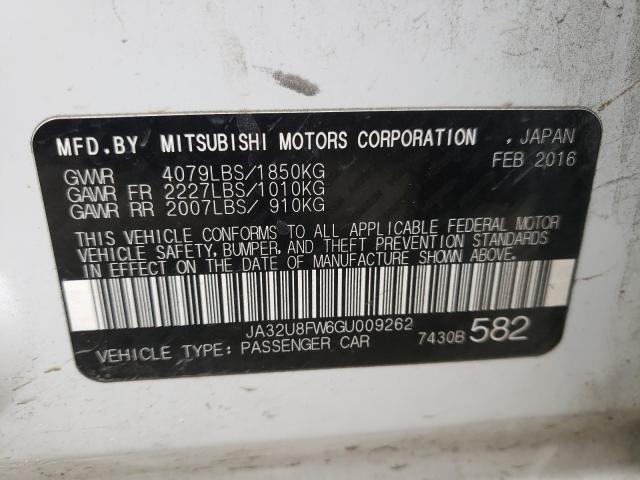 MFD.BY MITSUBISHI MOTORS CORPORATION , JAPAN
FEB 2016
GVWR 4079LBS/1850KG
GAWR FR 2227LBS/1010KG
GAWR RR 2007LBS/ 910KG
THIS VEHICLE CONFORMS TO ALL APPLICABLE FEDERAL MOTOR
VEHICLE SAFETY, BUMPER, AND THEFT PREVENTION STANDARDS
IN EFFECT ON THE DATE OF MANUFACTURE SHOWN ABOVE.
JA32U8FW6GU009262
VEHICLE TYPE: PASSENGER CAR 7430B 582